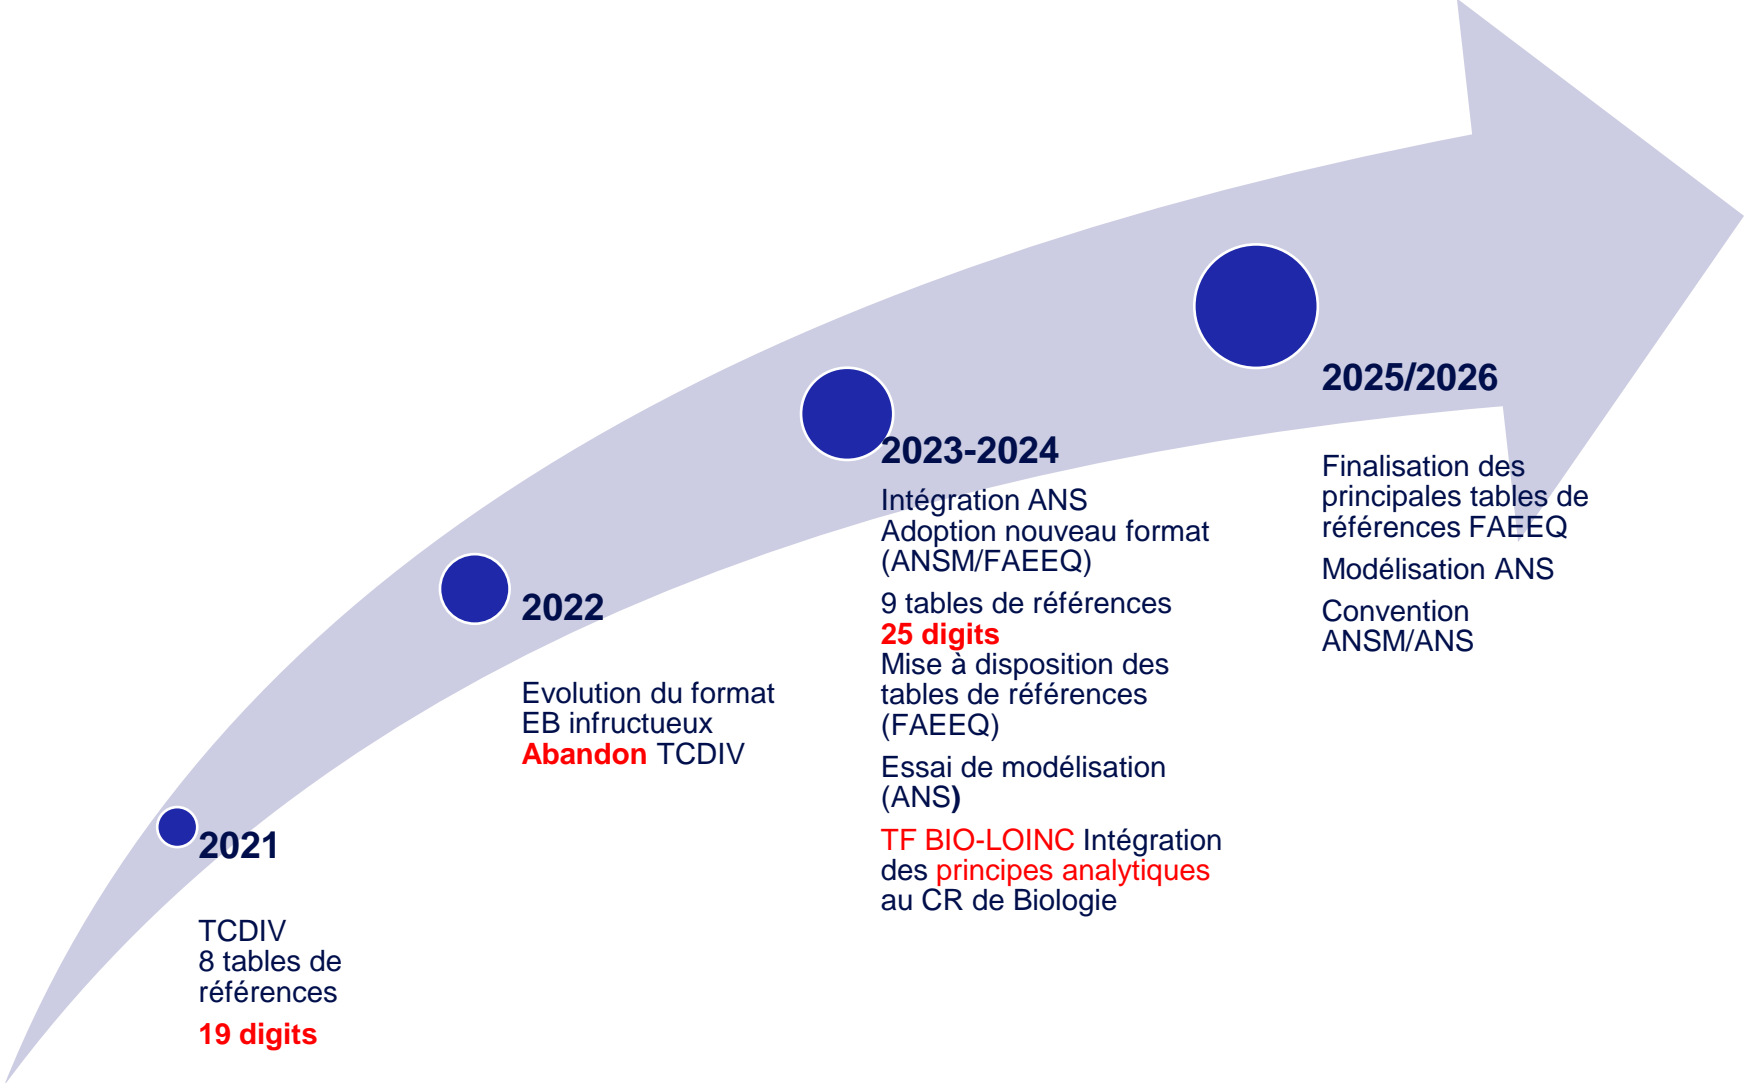 2021
TCDIV
8 tables de
références
19 digits
2022
Evolution du format
EB infructueux
Abandon TCDIV
2023-2024
Intégration ANS
Adoption nouveau format
(ANSM/FAEEQ)
9 tables de références
25 digits
Mise à disposition des
tables de références
(FAEEQ)
Essai de modélisation
(ANS)
TF BIO-LOINC Intégration
des principes analytiques
au CR de Biologie
2025/2026
Finalisation des
principales tables de
références FAEEQ
Modélisation ANS
Convention
ANSM/ANS